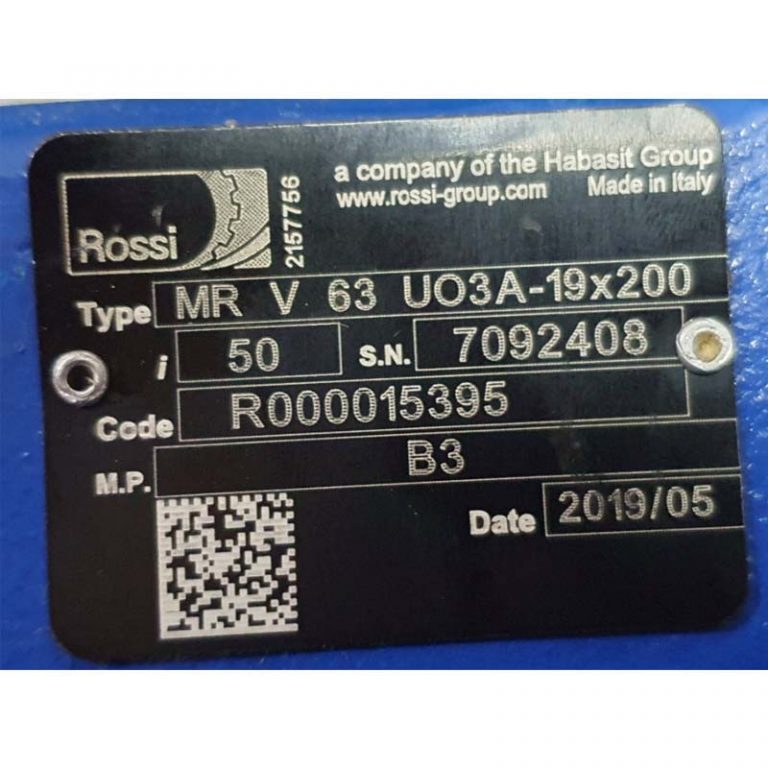 Rossi
2157756
a company of the Habasit Group
www.rossi-group.com Made in Italy
Type MR V 63 UO3A-19x200
i 50 S.N. 7092408
Code R000015395
M.P. B3
Date 2019/05